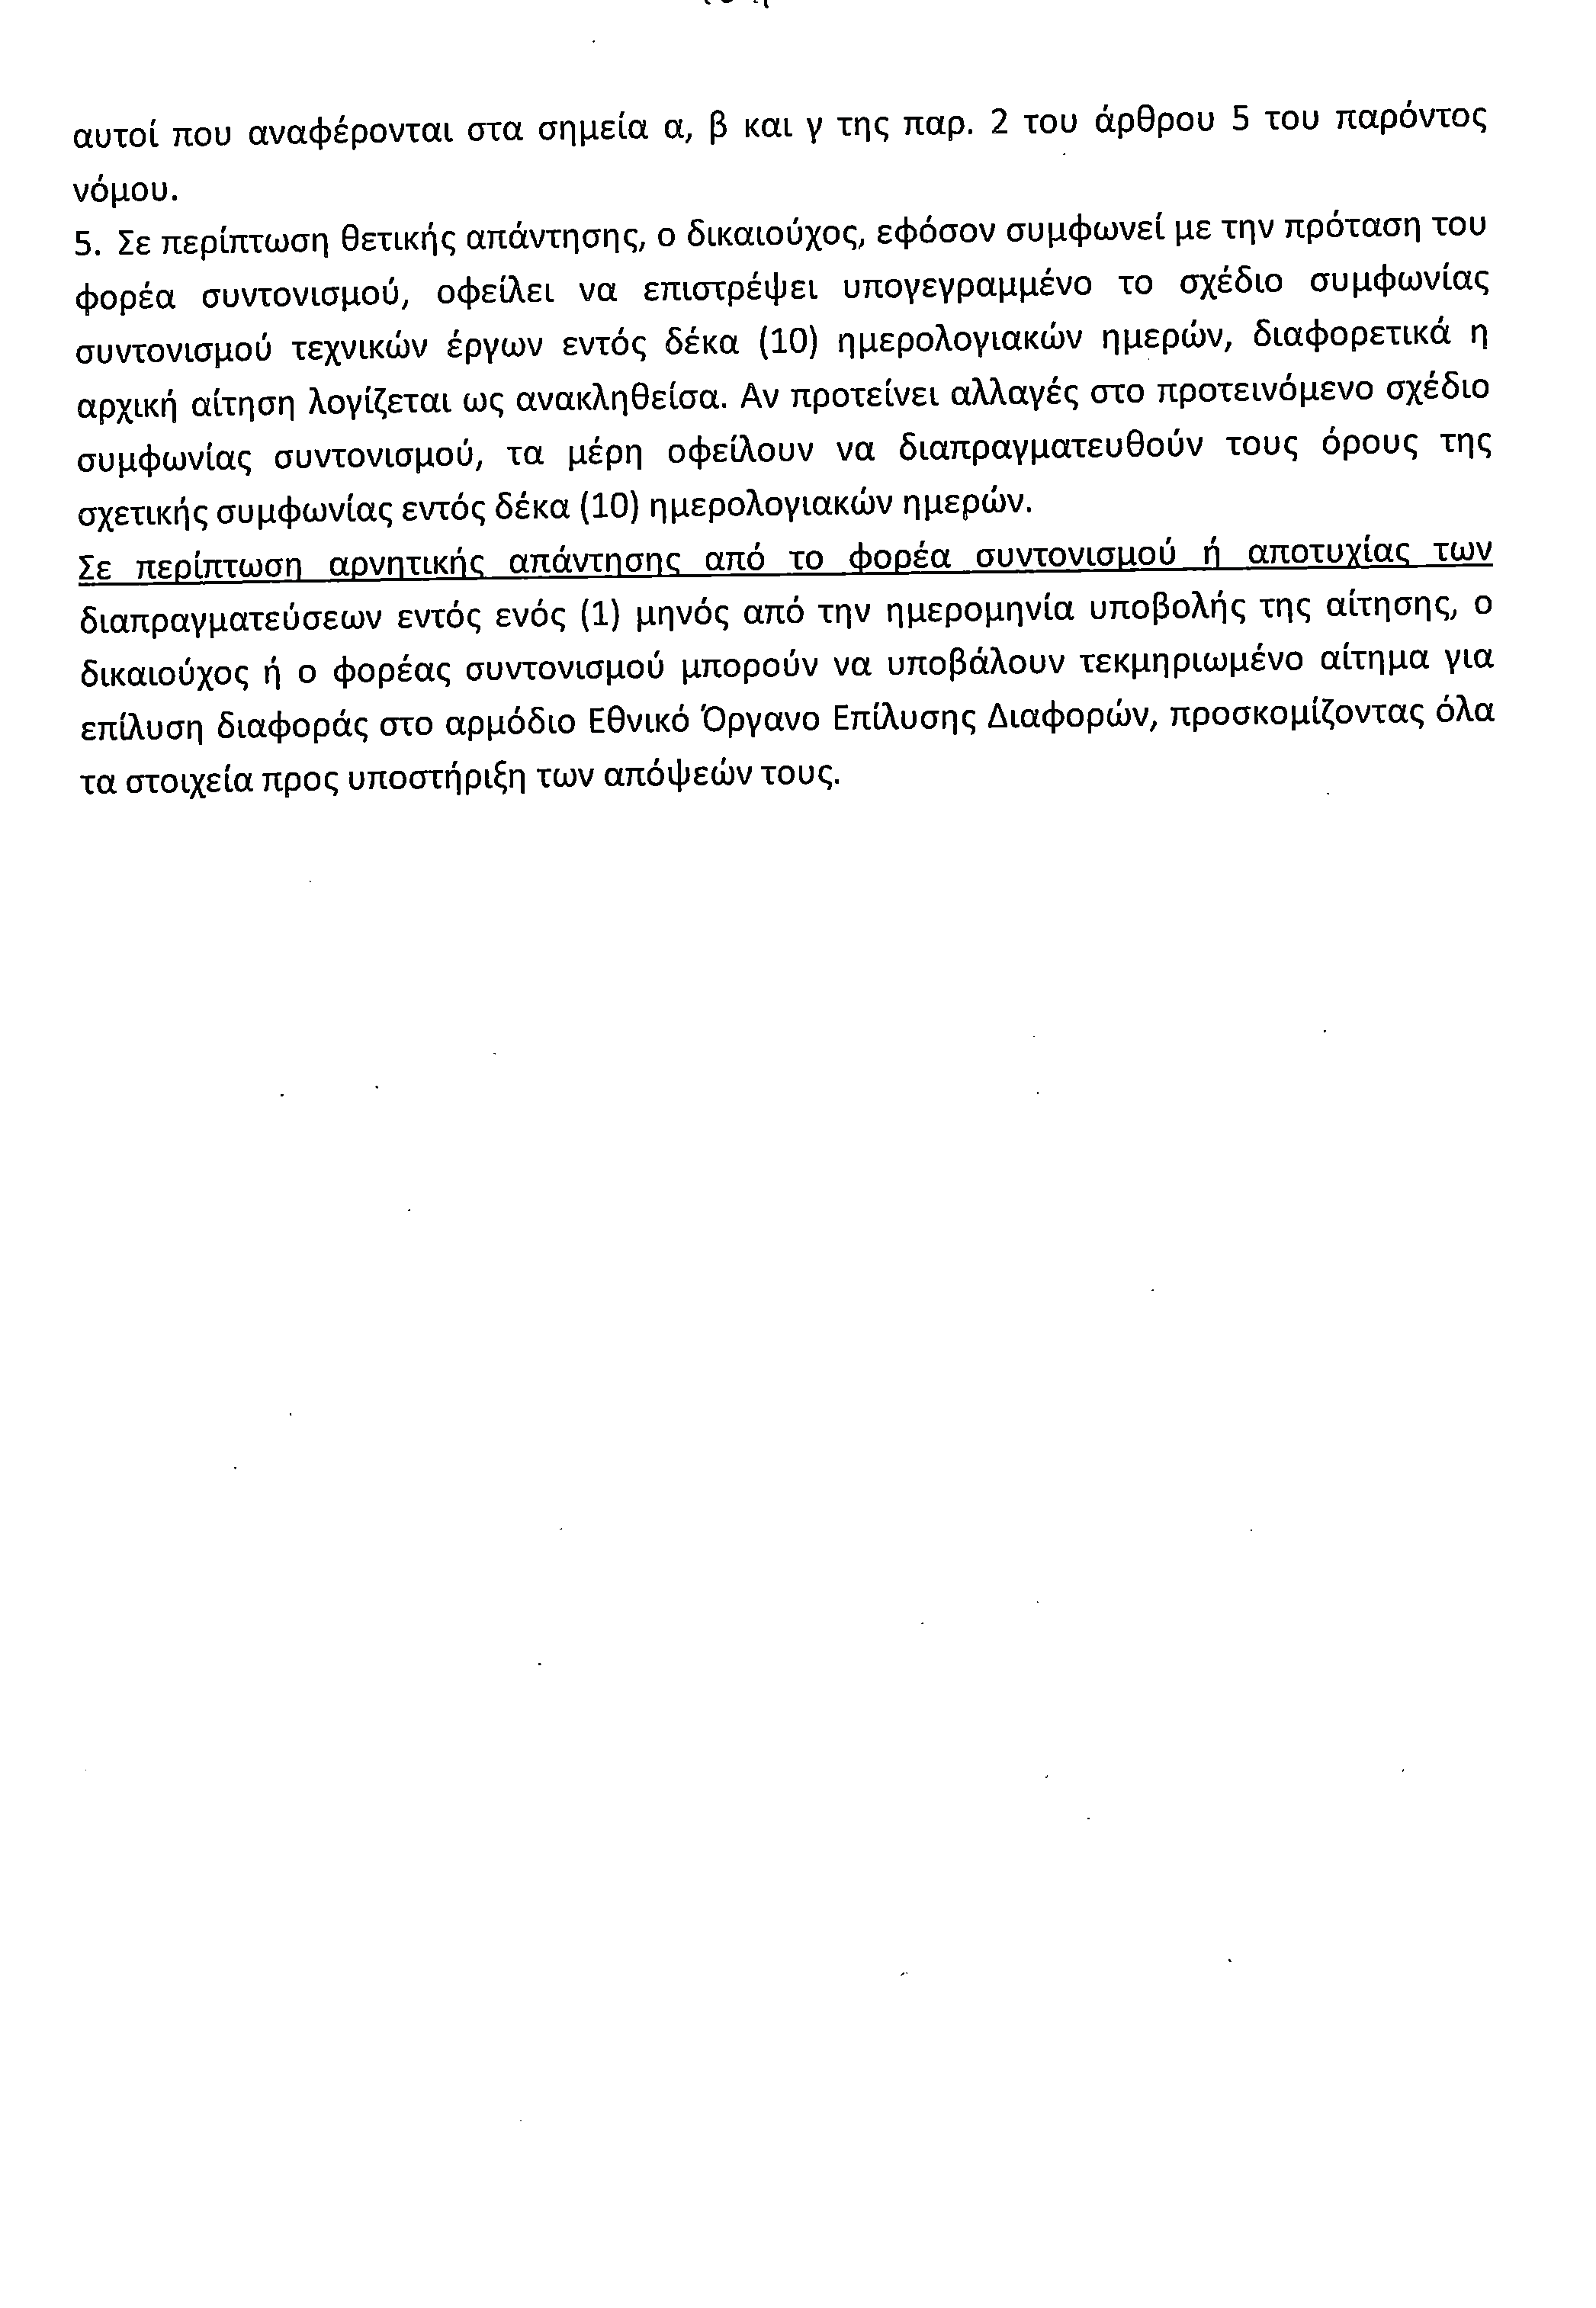 αυτοί που αναφέρονται στα σημεία α, β και γ της παρ. 2 του άρθρου 5 του παρόντος
νόμου.
5. Σε περίπτωση θετικής απάντησης, ο δικαιούχος, εφόσον συμφωνεί με την πρόταση του
φορέα συντονισμού, οφείλει να επιστρέψει υπογεγραμμένο το σχέδιο συμφωνίας
συντονισμού τεχνικών έργων εντός δέκα (10) ημερολογιακών ημερών, διαφορετικά η
αρχική αίτηση λογίζεται ως ανακληθείσα. Αν προτείνει αλλαγές στο προτεινόμενο σχέδιο
συμφωνίας συντονισμού, τα μέρη οφείλουν να διαπραγματευθούν τους όρους της
σχετικής συμφωνίας εντός δέκα (10) ημερολογιακών ημερών.
Σε περίπτωση αρνητικής απάντησης από το φορέα συντονισμού ή αποτυχίας των
διαπραγματεύσεων εντός ενός (1) μηνός από την ημερομηνία υποβολής της αίτησης, ο
δικαιούχος ή ο φορέας συντονισμού μπορούν να υποβάλουν τεκμηριωμένο αίτημα για
επίλυση διαφοράς στο αρμόδιο Εθνικό Όργανο Επίλυσης Διαφορών, προσκομίζοντας όλα
τα στοιχεία προς υποστήριξη των απόψεών τους.